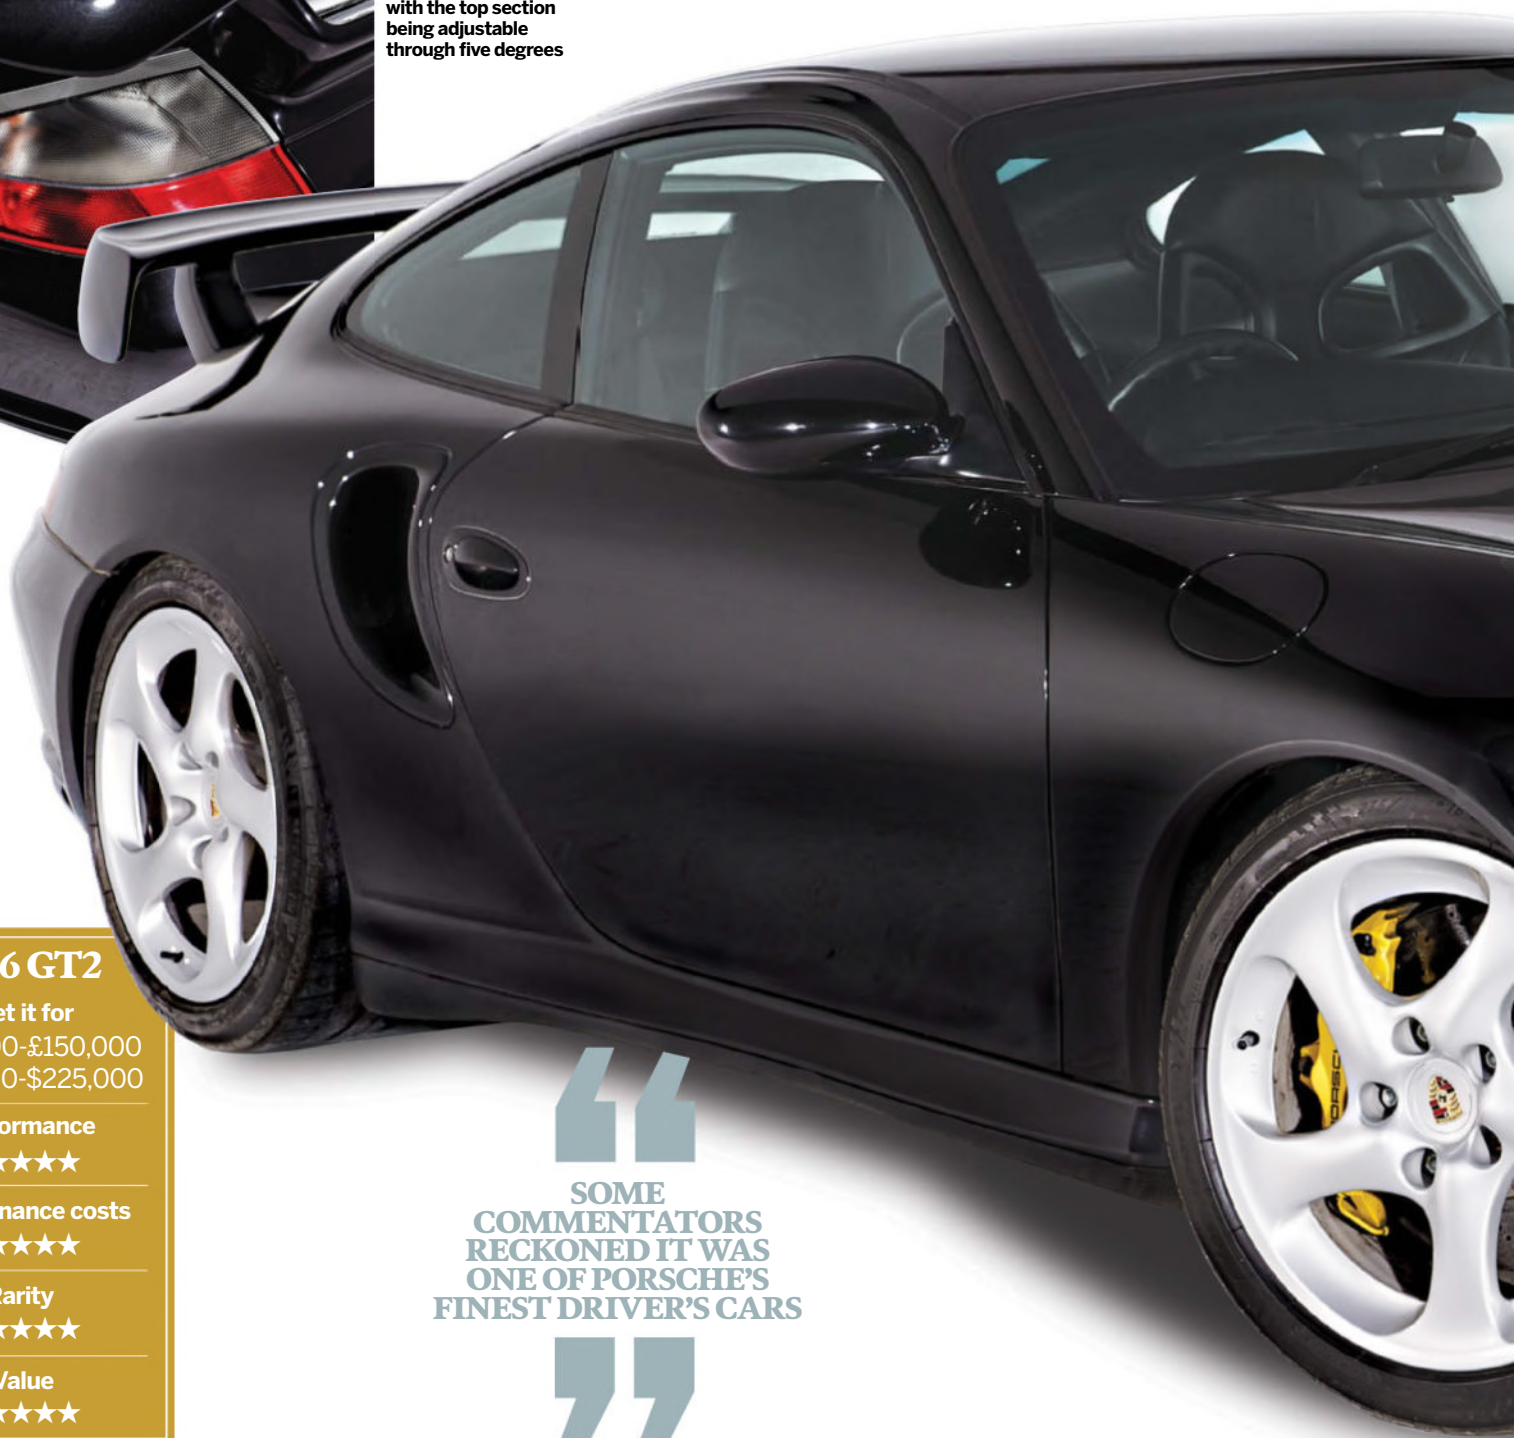 with the top section
being adjustable
through five degrees
6 GT2
et it for
0-£150,000
0-$225,000
ormance
★★★★
nance costs
★★★★
Rarity
★★★★
Value
★★★★
“
SOME
COMMENTATORS
RECKONED IT WAS
ONE OF PORSCHE’S
FINEST DRIVER’S CARS
”